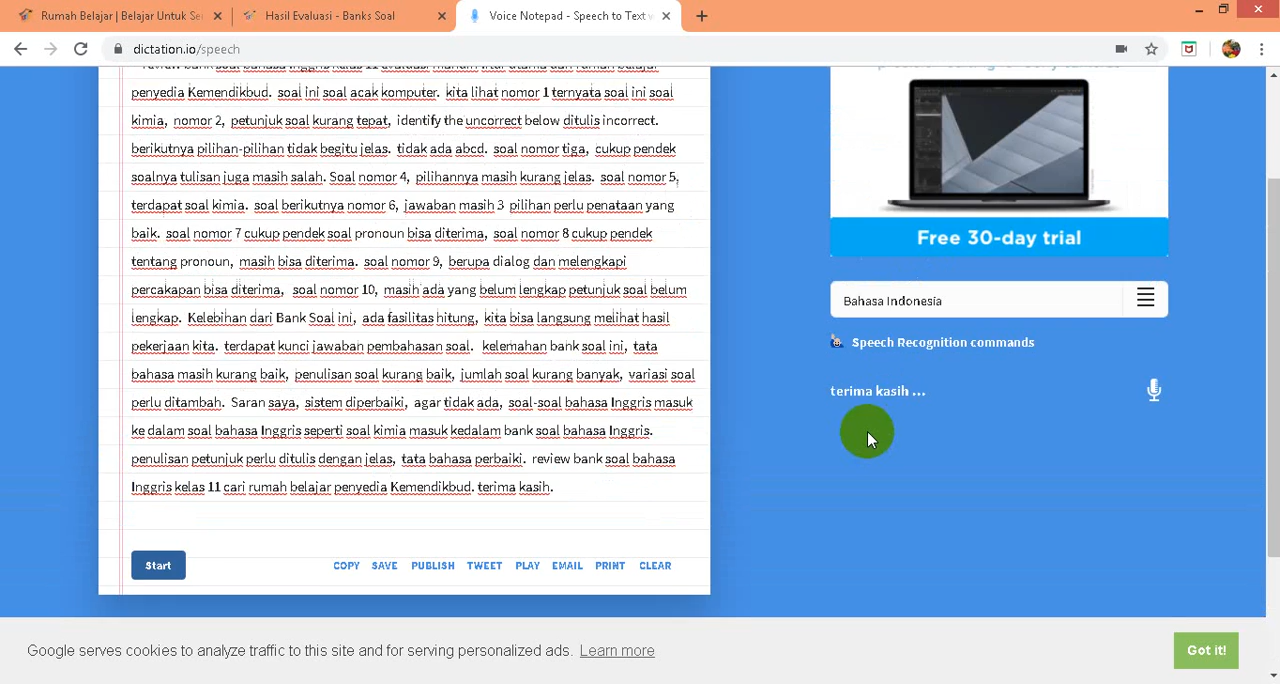 Rumah Belajar | Belajar Untuk Se
Hasil Evaluasi - Banks Soal
Voice Notepad - Speech to Text
dictation.io/speech
penyedia Kemendikbud. soal ini soal acak komputer. kita lihat nomor 1 ternyata soal ini soal
kimia, nomor 2, petunjuk soal kurang tepat, identify the uncorrect below ditulis incorrect.
berikutnya pilihan-pilihan tidak begitu jelas. tidak ada abcd. soal nomor tiga, cukup pendek
soalnya tulisan juga masih salah. Soal nomor 4, pilihannya masih kurang jelas. soal nomor 5,
terdapat soal kimia. soal berikutnya nomor 6, jawaban masih 3 pilihan perlu penataan yang
baik. soal nomor 7 cukup pendek soal pronoun bisa diterima, soal nomor 8 cukup pendek
tentang pronoun, masih bisa diterima. soal nomor 9, berupa dialog dan melengkapi
percakapan bisa diterima, soal nomor 10, masih ada yang belum lengkap petunjuk soal belum
lengkap. Kelebihan dari Bank Soal ini, ada fasilitas hitung, kita bisa langsung melihat hasil
pekerjaan kita. terdapat kunci jawaban pembahasan soal. kelemahan bank soal ini, tata
bahasa masih kurang baik, penulisan soal kurang baik, jumlah soal kurang banyak, variasi soal
perlu ditambah. Saran saya, sistem diperbaiki, agar tidak ada, soal-soal bahasa Inggris masuk
ke dalam soal bahasa Inggris seperti soal kimia masuk kedalam bank soal bahasa Inggris.
penulisan petunjuk perlu ditulis dengan jelas, tata bahasa perbaiki. review bank soal bahasa
Inggris kelas 11 cari rumah belajar penyedia Kemendikbud. terima kasih.
Start
COPY SAVE PUBLISH TWEET PLAY EMAIL PRINT CLEAR
Free 30-day trial
Bahasa Indonesia
Speech Recognition commands
terima kasih ...
Google serves cookies to analyze traffic to this site and for serving personalized ads. Learn more
Got it!